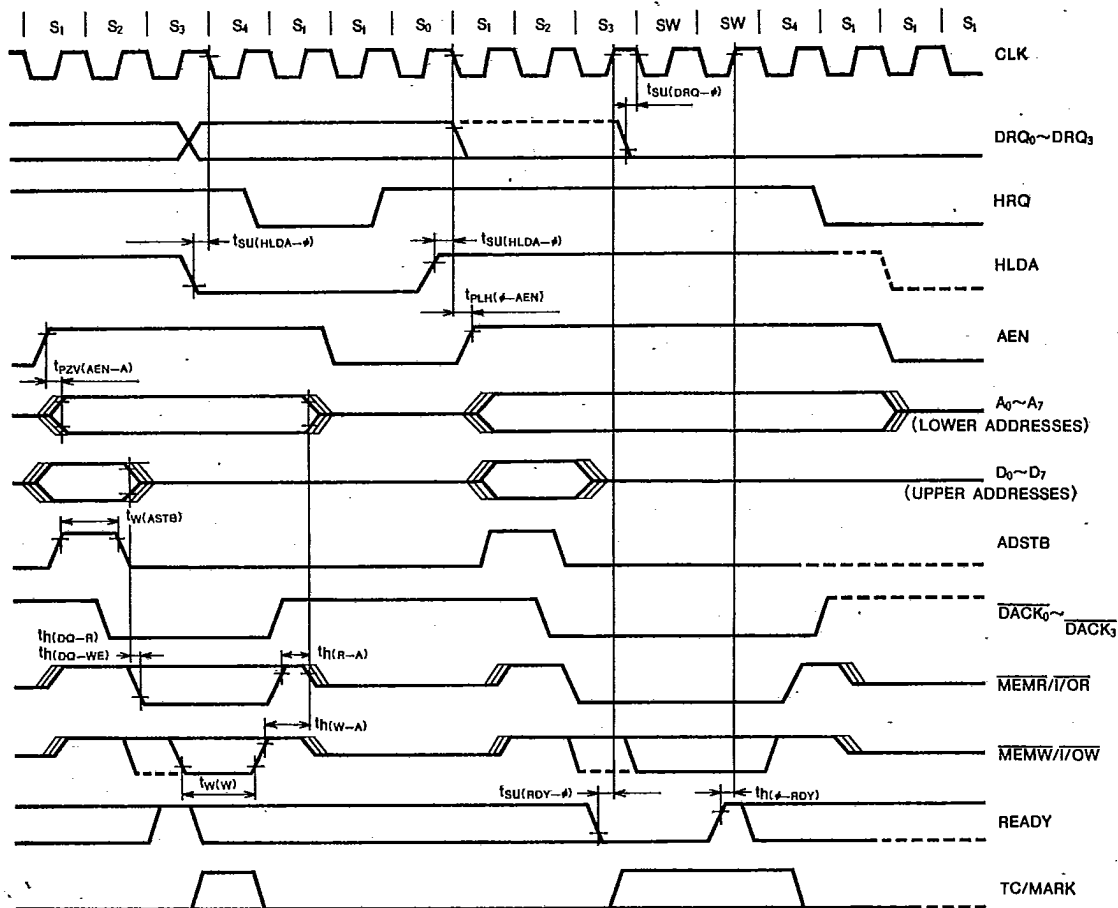 S₁ S₂ S₃ S₄ S₁ S₁ S₀ S₁ S₂ S₃ SW SW S₄ S₁ S₁ S₁
CLK
tSU(DRQ-φ)
DRQ₀~DRQ₃
HRQ
tSU(HLDA-φ) tSU(HLDA-φ)
HLDA
tPLH(φ-AEN)
AEN
tPZV(AEN-A)
A₀~A₇
(LOWER ADDRESSES)
D₀~D₇
(UPPER ADDRESSES)
tW(ASTB)
ADSTB
DACK₀~
DACK₃
th(DQ-R)
th(DQ-WE) th(R-A)
MEMR/I/OR
th(W-A)
MEMW/I/OW
tW(W) tSU(RDY-φ) th(φ-RDY)
READY
TC/MARK